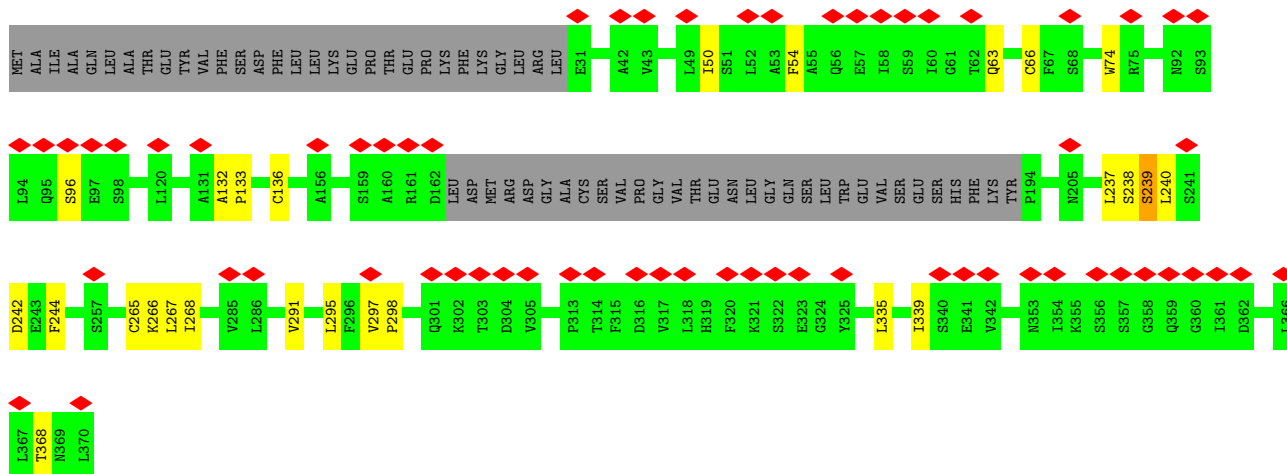 MET ALA ILE ALA GLN LEU ALA THR GLU TYR VAL PHE SER ASP PHE LEU LEU LYS GLU PRO THR GLU PRO LYS PHE LYS GLY LEU ARG LEU E31 A42 V43 L49 I50 S51 L52 A53 F54 A55 Q56 E57 I58 S59 I60 G61 T62 Q63 C66 F67 S68 W74 R75 N92 S93
L94 Q95 S96 E97 S98 L120 A131 A132 P133 C136 A156 S159 A160 R161 D162 LEU ASP MET ARG ASP GLY ALA CYS SER VAL PRO GLY VAL THR GLU ASN LEU GLY GLN SER LEU TRP GLU VAL SER GLU SER HIS PHE LYS TYR P194 N205 L237 S238 S239 L240 S241
D242 E243 F244 S257 C265 K266 L267 I268 V285 L286 V291 L295 F296 V297 P298 Q301 K302 T303 D304 V305 P313 T314 F315 D316 V317 L318 H319 F320 K321 S322 E323 G324 Y325 L335 I339 S340 E341 V342 N353 I354 K355 S356 S357 G358 Q359 G360 I361 D362 L366
L367 T368 N369 L370